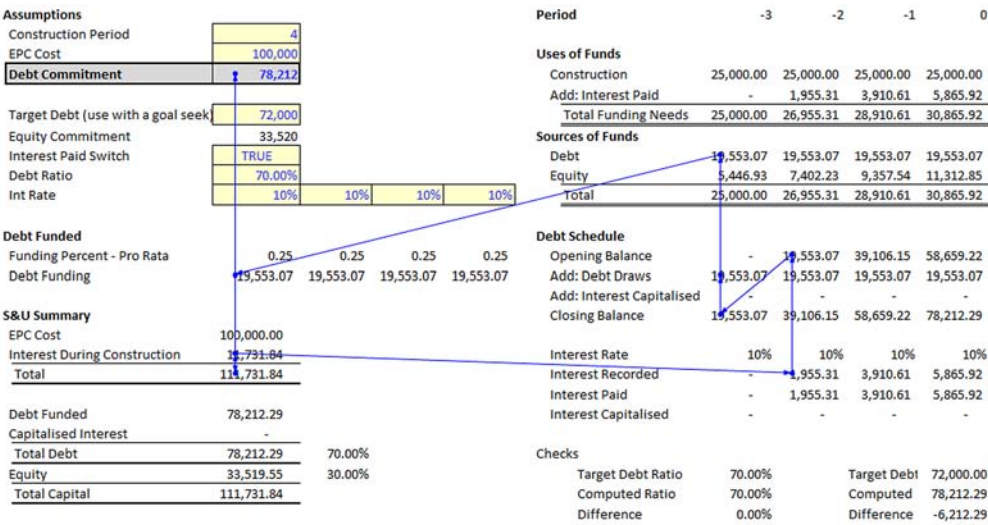 Assumptions
Construction Period 4
EPC Cost 100,000
Debt Commitment 78,212
Target Debt (use with a goal seek) 72,000
Equity Commitment 33,520
Interest Paid Switch TRUE
Debt Ratio 70.00%
Int Rate 10% 10% 10% 10%
Debt Funded
Funding Percent - Pro Rata 0.25 0.25 0.25 0.25
Debt Funding 19,553.07 19,553.07 19,553.07 19,553.07
S&U Summary
EPC Cost 100,000.00
Interest During Construction 11,731.84
Total 111,731.84
Debt Funded 78,212.29
Capitalised Interest -
Total Debt 78,212.29 70.00%
Equity 33,519.55 30.00%
Total Capital 111,731.84
Period -3 -2 -1 0
Uses of Funds
Construction 25,000.00 25,000.00 25,000.00 25,000.00
Add: Interest Paid - 1,955.31 3,910.61 5,865.92
Total Funding Needs 25,000.00 26,955.31 28,910.61 30,865.92
Sources of Funds
Debt 19,553.07 19,553.07 19,553.07 19,553.07
Equity 5,446.93 7,402.23 9,357.54 11,312.85
Total 25,000.00 26,955.31 28,910.61 30,865.92
Debt Schedule
Opening Balance - 19,553.07 39,106.15 58,659.22
Add: Debt Draws 19,553.07 19,553.07 19,553.07 19,553.07
Add: Interest Capitalised - - - -
Closing Balance 19,553.07 39,106.15 58,659.22 78,212.29
Interest Rate 10% 10% 10% 10%
Interest Recorded - 1,955.31 3,910.61 5,865.92
Interest Paid - 1,955.31 3,910.61 5,865.92
Interest Capitalised - - - -
Checks
Target Debt Ratio 70.00% Target Debt 72,000.00
Computed Ratio 70.00% Computed 78,212.29
Difference 0.00% Difference -6,212.29